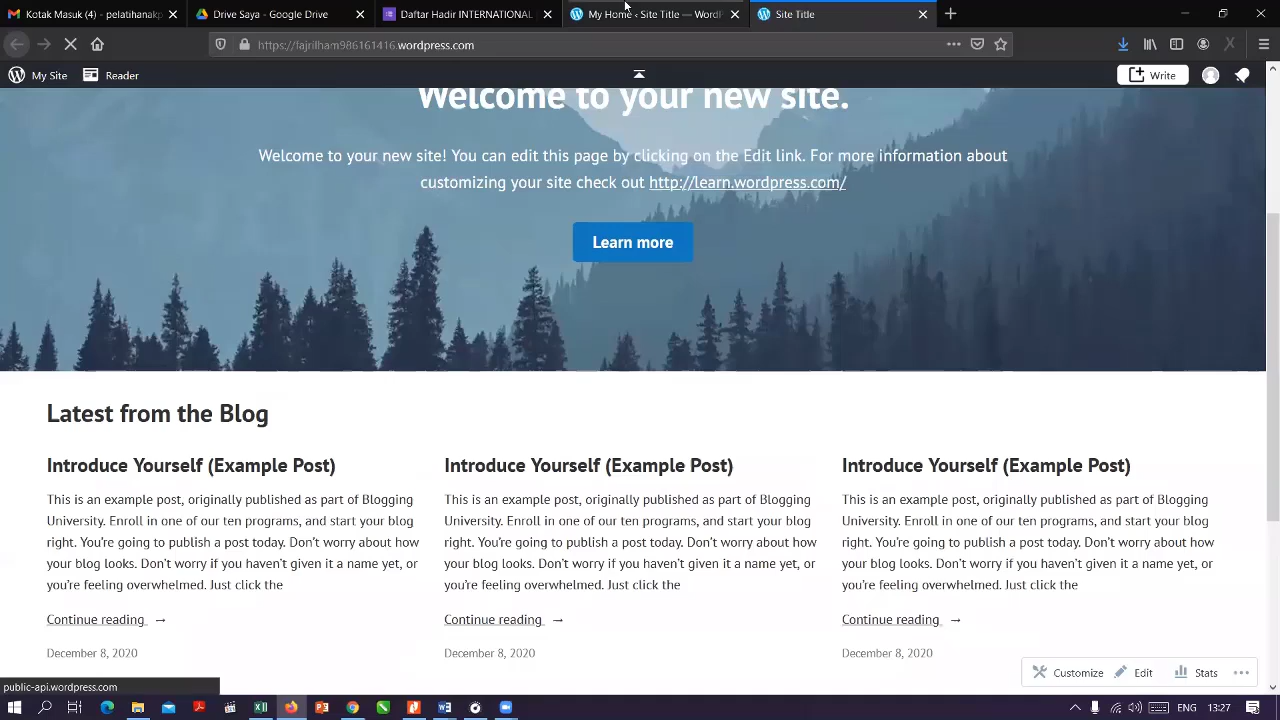 Kotak Masuk (4) - pelatihanakp
Drive Saya - Google Drive
Daftar Hadir INTERNATIONAL
My Home ‹ Site Title — WordP
Site Title
https://fajrilham986161416.wordpress.com
My Site
Reader
Write
Welcome to your new site.
Welcome to your new site! You can edit this page by clicking on the Edit link. For more information about
customizing your site check out http://learn.wordpress.com/
Learn more
Latest from the Blog
Introduce Yourself (Example Post)
This is an example post, originally published as part of Blogging
University. Enroll in one of our ten programs, and start your blog
right. You’re going to publish a post today. Don’t worry about how
your blog looks. Don’t worry if you haven’t given it a name yet, or
you’re feeling overwhelmed. Just click the
Continue reading →
December 8, 2020
Introduce Yourself (Example Post)
This is an example post, originally published as part of Blogging
University. Enroll in one of our ten programs, and start your blog
right. You’re going to publish a post today. Don’t worry about how
your blog looks. Don’t worry if you haven’t given it a name yet, or
you’re feeling overwhelmed. Just click the
Continue reading →
December 8, 2020
Introduce Yourself (Example Post)
This is an example post, originally published as part of Blogging
University. Enroll in one of our ten programs, and start your blog
right. You’re going to publish a post today. Don’t worry about how
your blog looks. Don’t worry if you haven’t given it a name yet, or
you’re feeling overwhelmed. Just click the
Continue reading →
December 8, 2020
Customize
Edit
Stats
public-api.wordpress.com
ENG
13:27